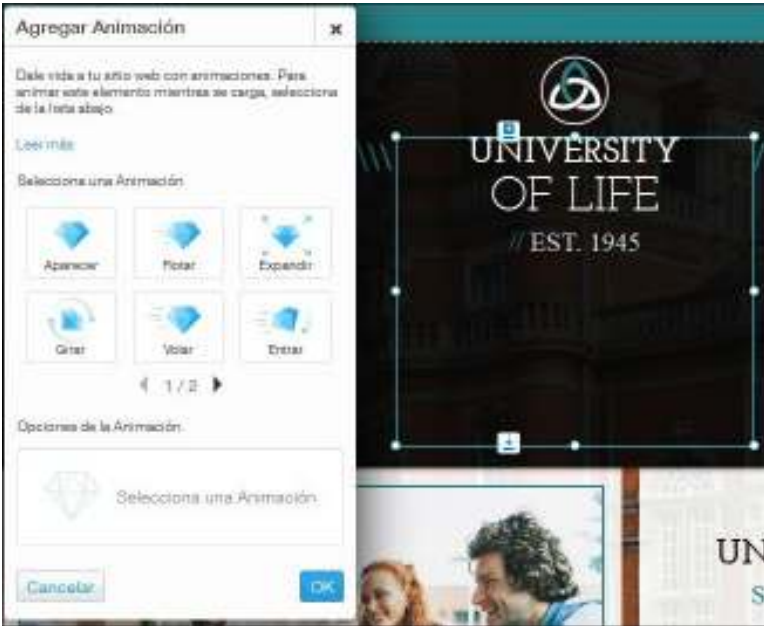 Agregar Animación
Dale vida a tu sitio web con animaciones. Para
animar este elemento mientras se carga, selecciona
de la lista abajo.
Leer más
Selecciona una Animación
Aparecer
Flotar
Expandir
Girar
Volar
Entrar
1 / 2
Opciones de la Animación
Selecciona una Animación
Cancelar
OK
UNIVERSITY
OF LIFE
// EST. 1945
UN
S